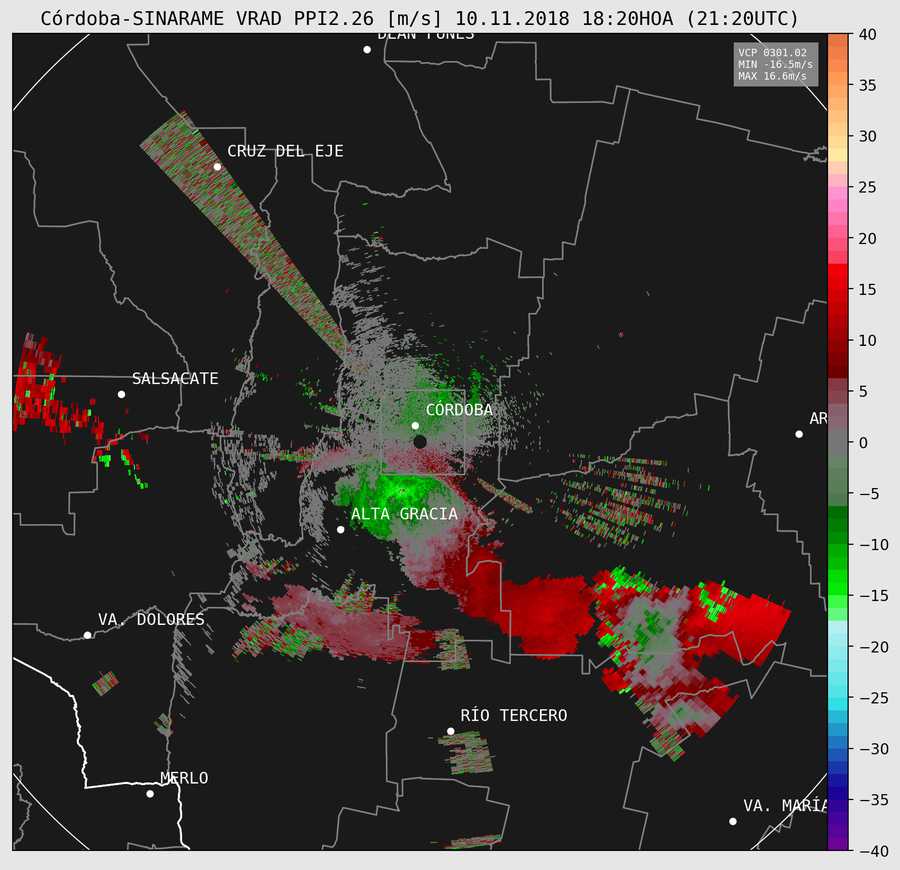 Córdoba-SINARAME VRAD PPI2.26 [m/s] 10.11.2018 18:20HOA (21:20UTC)
DEÁN FUNES
VCP 0301.02
MIN -16.5m/s
MAX 16.6m/s
CRUZ DEL EJE
SALSACATE
CÓRDOBA
AR
ALTA GRACIA
VA. DOLORES
RÍO TERCERO
MERLO
VA. MARÍA
40
35
30
25
20
15
10
5
0
−5
−10
−15
−20
−25
−30
−35
−40